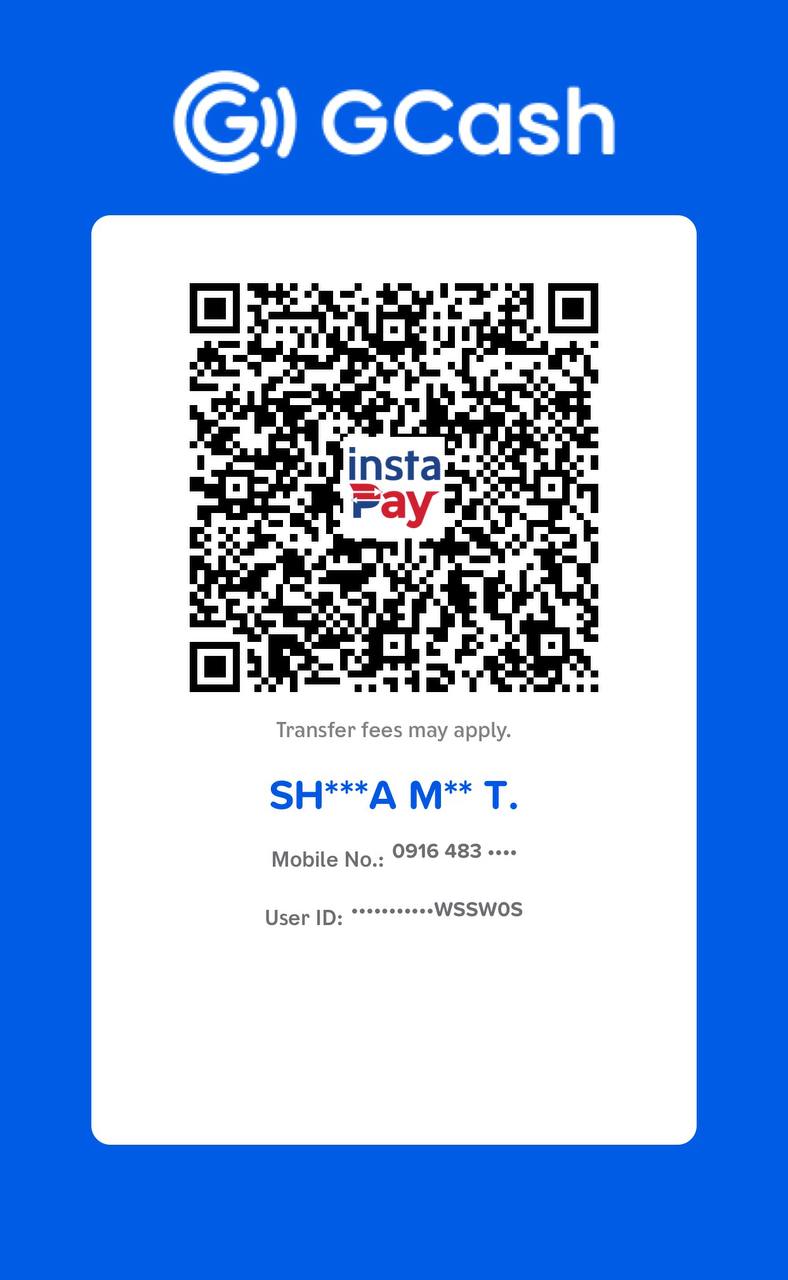 GCash
insta
Pay
Transfer fees may apply.
SH***A M** T.
Mobile No.: 0916 483 ••••
User ID: •••••••••••WSSW0S